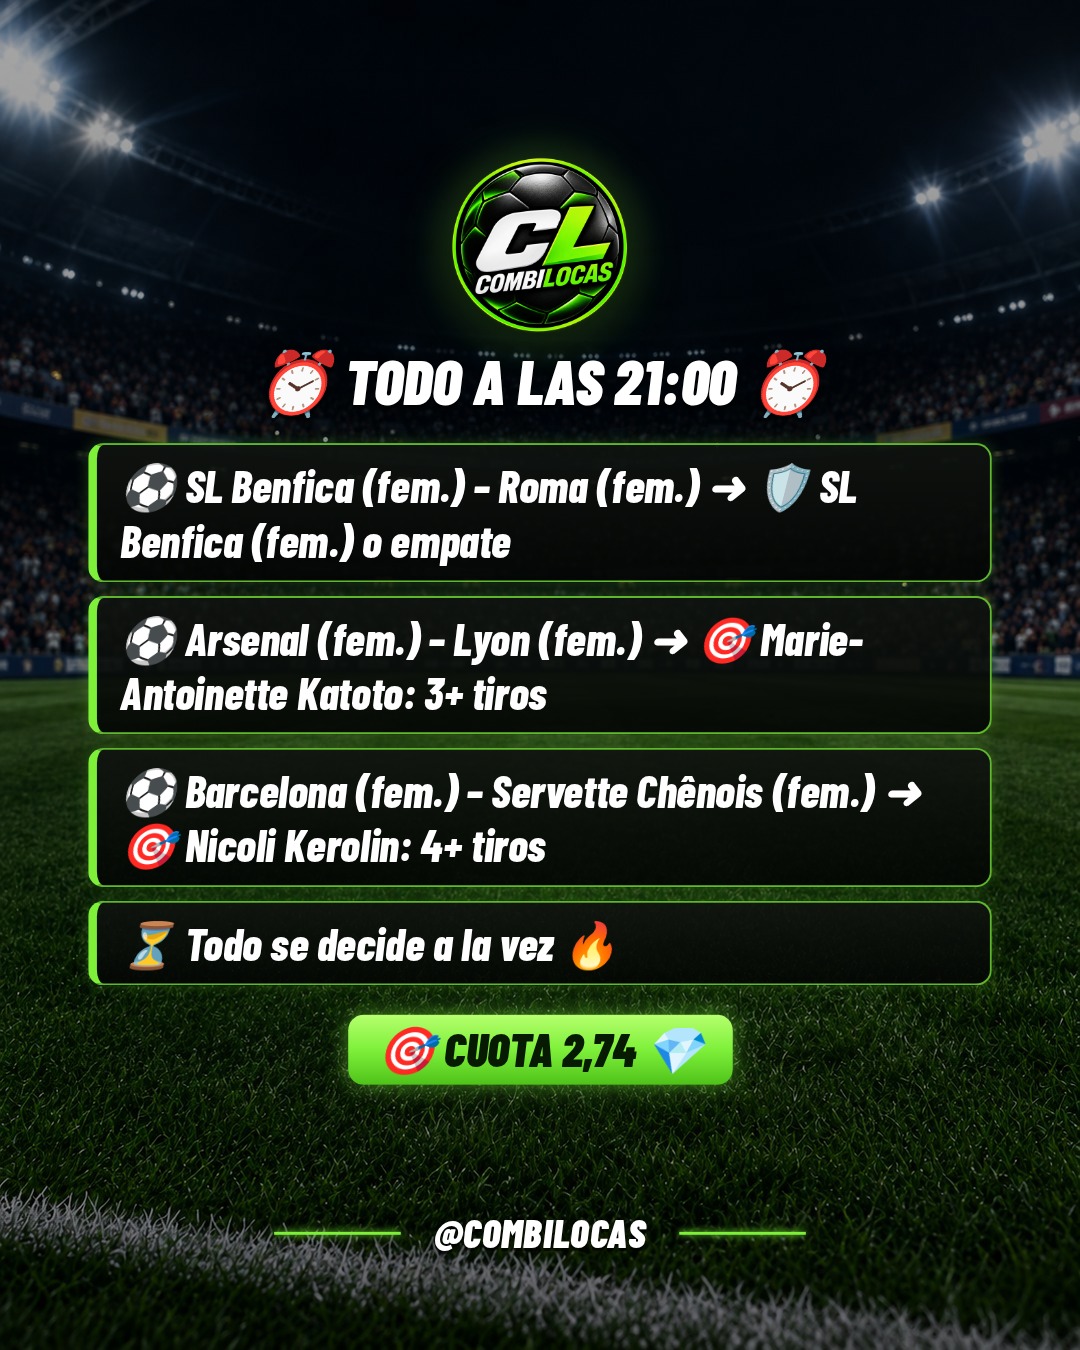 CL
COMBILOCAS
⏰ TODO A LAS 21:00 ⏰
⚽ SL Benfica (fem.) - Roma (fem.) ➜ 🛡️ SL
Benfica (fem.) o empate
⚽ Arsenal (fem.) - Lyon (fem.) ➜ 🎯 Marie-
Antoinette Katoto: 3+ tiros
⚽ Barcelona (fem.) - Servette Chênois (fem.) ➜
🎯 Nicoli Kerolin: 4+ tiros
⏳ Todo se decide a la vez 🔥
🎯 CUOTA 2,74 💎
@COMBILOCAS